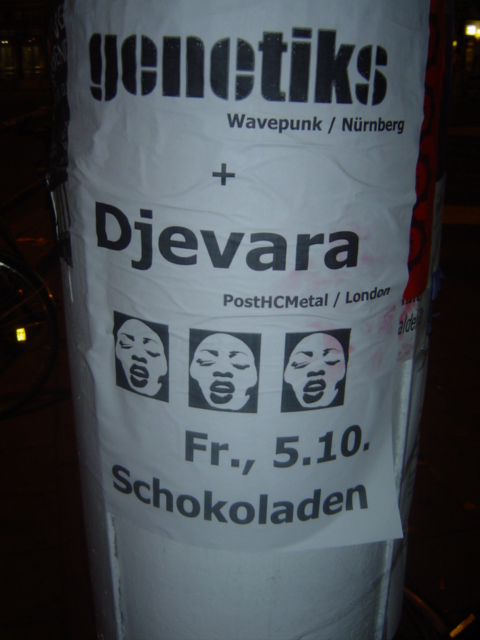 genetiks
Wavepunk / Nürnberg
+
Djevara
PostHCMetal / London
Fr., 5.10.
Schokoladen